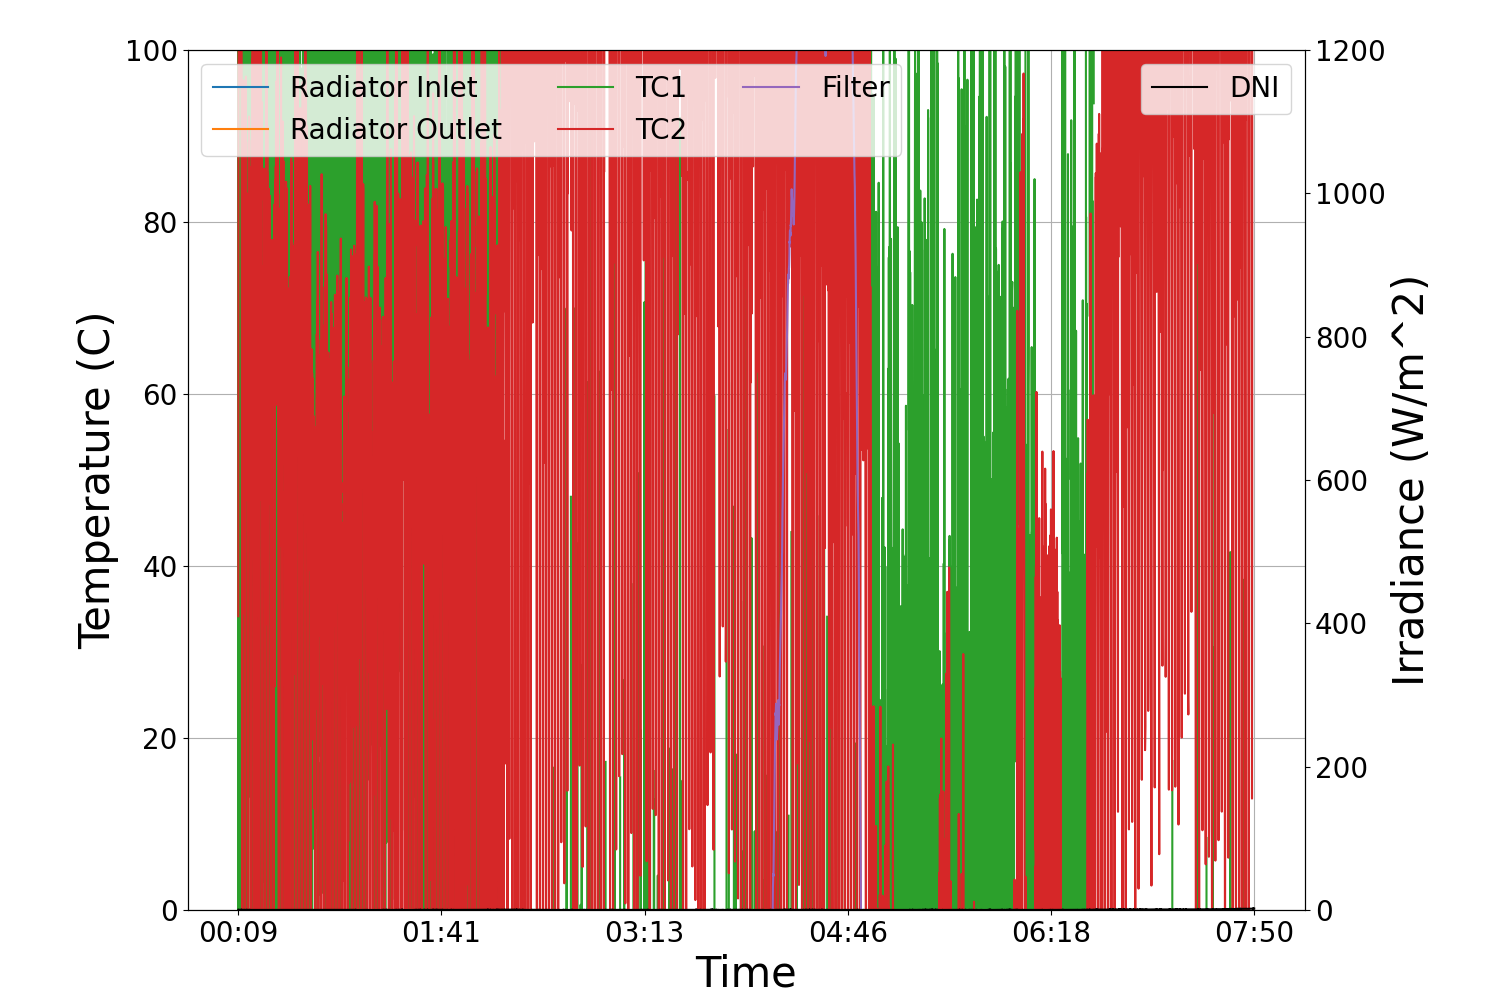 100
80
60
40
20
0
1200
1000
800
600
400
200
0
Radiator Inlet
Radiator Outlet
TC1
TC2
Filter
DNI
Temperature (C)
Irradiance (W/m^2)
00:09 01:41 03:13 04:46 06:18 07:50
Time